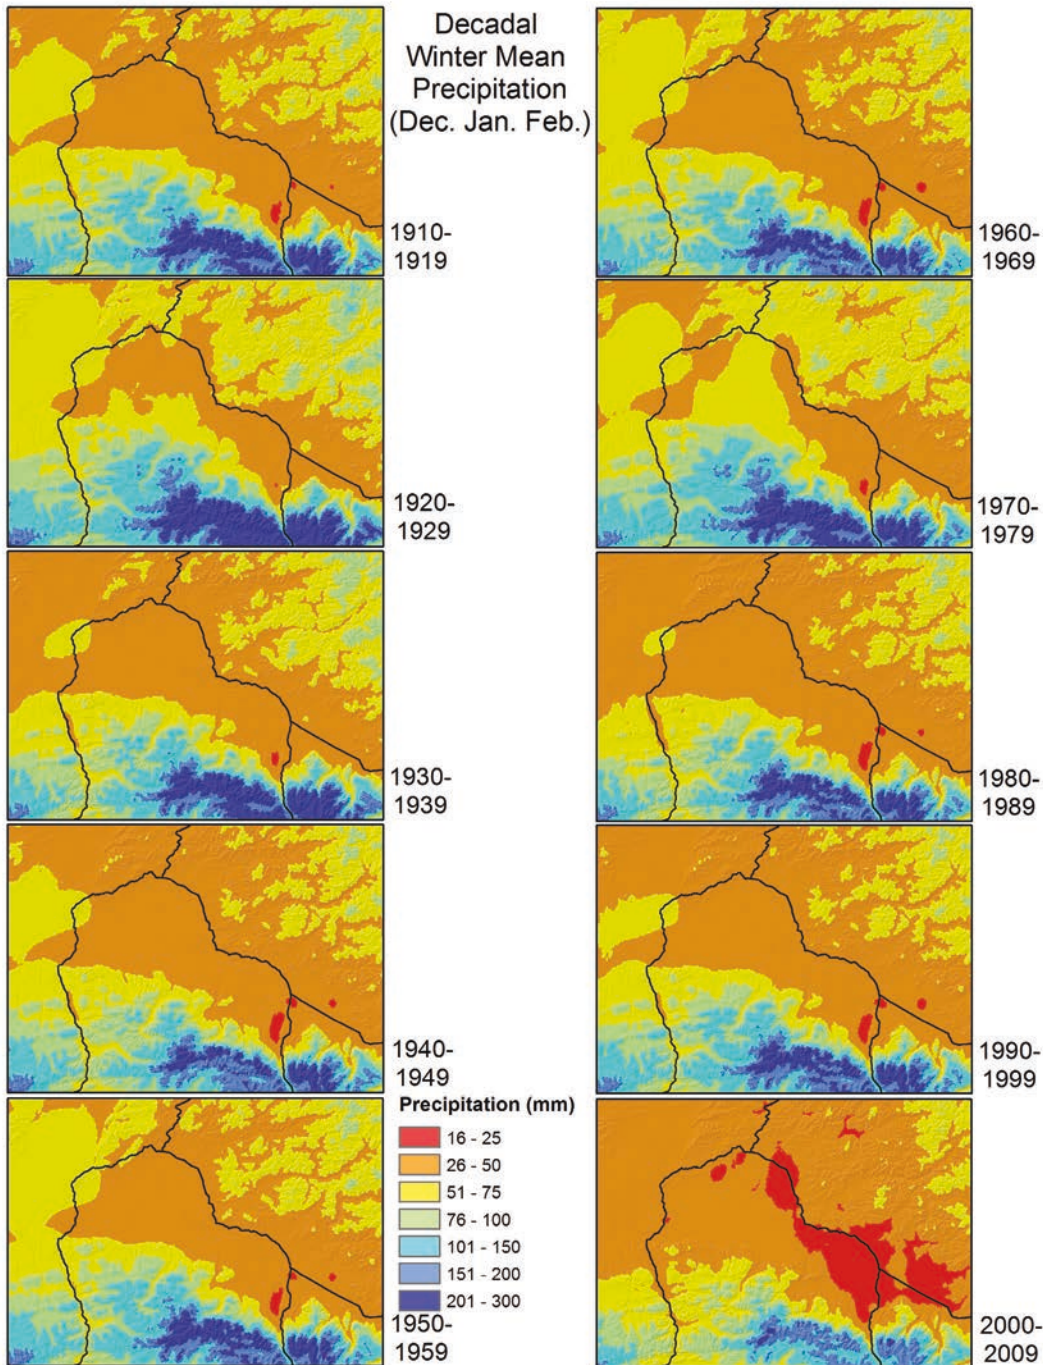 Decadal
Winter Mean
Precipitation
(Dec. Jan. Feb.)
1910-
1919
1920-
1929
1930-
1939
1940-
1949
1950-
1959
1960-
1969
1970-
1979
1980-
1989
1990-
1999
2000-
2009
Precipitation (mm)
16 - 25
26 - 50
51 - 75
76 - 100
101 - 150
151 - 200
201 - 300